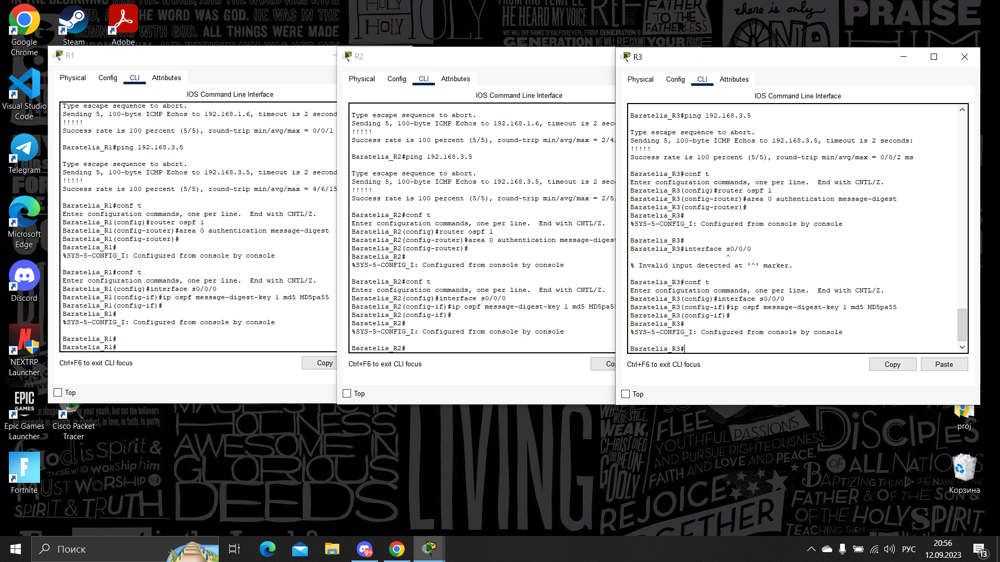 Google
Chrome
Steam
Adobe
Visual Studio
Code
Telegram
Microsoft
Edge
Discord
NEXTRP
Launcher
EPIC
GAMES
Epic Games
Launcher
Cisco Packet
Tracer
Fortnite
R1
Physical
Config
CLI
Attributes
IOS Command Line Interface
Type escape sequence to abort.
Sending 5, 100-byte ICMP Echos to 192.168.1.6, timeout is 2 second
!!!!!
Success rate is 100 percent (5/5), round-trip min/avg/max = 0/0/1
Baratelia_R1#ping 192.168.3.5
Type escape sequence to abort.
Sending 5, 100-byte ICMP Echos to 192.168.3.5, timeout is 2 second
!!!!!
Success rate is 100 percent (5/5), round-trip min/avg/max = 4/6/15
Baratelia_R1#conf t
Enter configuration commands, one per line.  End with CNTL/Z.
Baratelia_R1(config)#router ospf 1
Baratelia_R1(config-router)#area 0 authentication message-digest
Baratelia_R1(config-router)#
Baratelia_R1#
%SYS-5-CONFIG_I: Configured from console by console
Baratelia_R1#conf t
Enter configuration commands, one per line.  End with CNTL/Z.
Baratelia_R1(config)#interface s0/0/0
Baratelia_R1(config-if)#ip ospf message-digest-key 1 md5 MD5pa55
Baratelia_R1(config-if)#
Baratelia_R1#
%SYS-5-CONFIG_I: Configured from console by console
Baratelia_R1#
Baratelia_R1#
Ctrl+F6 to exit CLI focus
Copy
Top
R2
Physical
Config
CLI
Attributes
IOS Command Line Interface
Type escape sequence to abort.
Sending 5, 100-byte ICMP Echos to 192.168.1.6, timeout is 2 sec
!!!!!
Success rate is 100 percent (5/5), round-trip min/avg/max = 2/4/
Baratelia_R2#ping 192.168.3.5
Type escape sequence to abort.
Sending 5, 100-byte ICMP Echos to 192.168.3.5, timeout is 2 sec
!!!!!
Success rate is 100 percent (5/5), round-trip min/avg/max = 2/5/
Baratelia_R2#conf t
Enter configuration commands, one per line.  End with CNTL/Z.
Baratelia_R2(config)#router ospf 1
Baratelia_R2(config-router)#area 0 authentication message-digest
Baratelia_R2(config-router)#
Baratelia_R2#
%SYS-5-CONFIG_I: Configured from console by console
Baratelia_R2#conf t
Enter configuration commands, one per line.  End with CNTL/Z.
Baratelia_R2(config)#interface s0/0/0
Baratelia_R2(config-if)#ip ospf message-digest-key 1 md5 MD5pa55
Baratelia_R2(config-if)#
Baratelia_R2#
%SYS-5-CONFIG_I: Configured from console by console
Baratelia_R2#
Ctrl+F6 to exit CLI focus
Top
R3
Physical
Config
CLI
Attributes
IOS Command Line Interface
Baratelia_R3#ping 192.168.3.5
Type escape sequence to abort.
Sending 5, 100-byte ICMP Echos to 192.168.3.5, timeout is 2 seconds:
!!!!!
Success rate is 100 percent (5/5), round-trip min/avg/max = 0/0/2 ms
Baratelia_R3#conf t
Enter configuration commands, one per line.  End with CNTL/Z.
Baratelia_R3(config)#router ospf 1
Baratelia_R3(config-router)#area 0 authentication message-digest
Baratelia_R3(config-router)#
Baratelia_R3#
%SYS-5-CONFIG_I: Configured from console by console
Baratelia_R3#
Baratelia_R3#interface s0/0/0
^
% Invalid input detected at '^' marker.
Baratelia_R3#conf t
Enter configuration commands, one per line.  End with CNTL/Z.
Baratelia_R3(config)#interface s0/0/0
Baratelia_R3(config-if)#ip ospf message-digest-key 1 md5 MD5pa55
Baratelia_R3(config-if)#
Baratelia_R3#
%SYS-5-CONFIG_I: Configured from console by console
Baratelia_R3#
Ctrl+F6 to exit CLI focus
Copy
Paste
Top
proj
Корзина
THE WORD WAS GOD. HE WAS IN THE
WITH GOD. ALL THINGS WERE MADE
HOLY
HE HEARD MY VOICE
GENERATION
FATHER
TO THE
FATHERLESS
there is only
PRAISE
HIM
God is Spirit &
THOSE WHO WORSHIP HIM
MUST WORSHIP IN
SPIRIT & TRUTH
AWESOME IN
GLORIOUS
DEEDS
LIVING
WEAK,
CHRIST DIED
FOR THE UN-
GODLY
FLEE
YOUTHFUL PASSIONS
AND PURSUE RIGHTEOUSNESS
FAITH AND LOVE AND PEACE.
REJOICE
TOGETHER
DISCIPLES
OF ALL NATIONS
BAPTIZING THEM IN THE NAME OF THE
FATHER & OF THE SON &
OF THE HOLY SPIRIT,
TEACHING THEM
Поиск
9+
РУС
20:56
12.09.2023
13